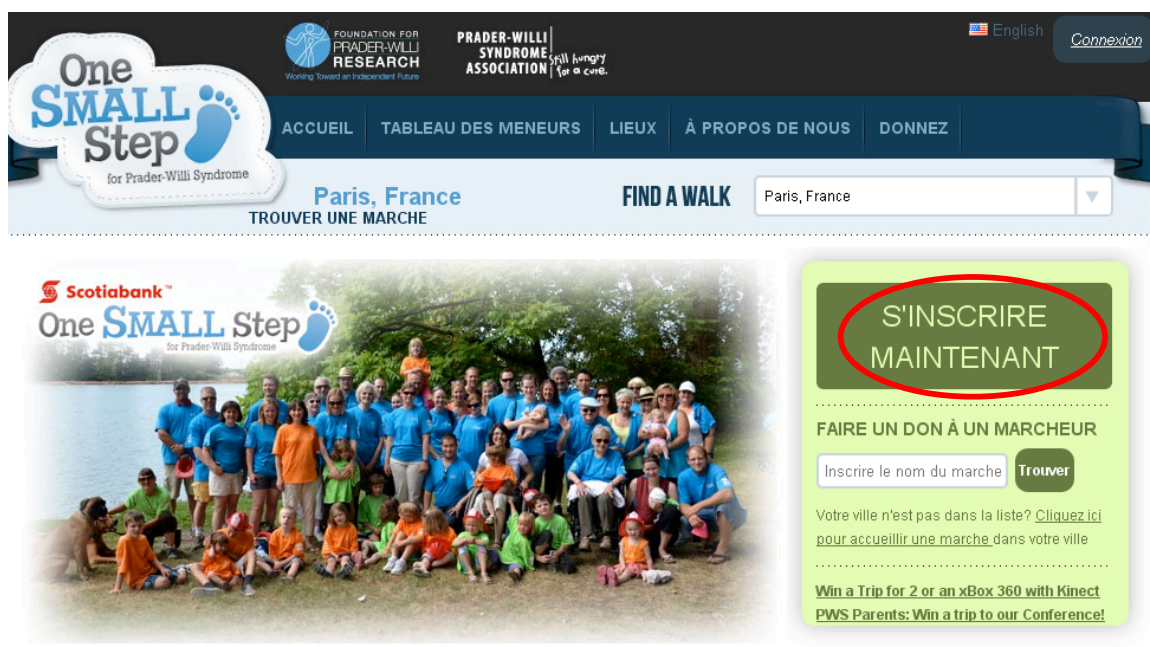 FOUNDATION FOR
PRADER-WILLI
RESEARCH
Working Toward an Independent Future
PRADER-WILLI
SYNDROME
ASSOCIATION
still hungry
for a cure.
English
Connexion
One
SMALL
Step
for Prader-Willi Syndrome
ACCUEIL
TABLEAU DES MENEURS
LIEUX
À PROPOS DE NOUS
DONNEZ
Paris, France
TROUVER UNE MARCHE
FIND A WALK
Paris, France
Scotiabank™
One SMALL Step
for Prader-Willi Syndrome
S'INSCRIRE
MAINTENANT
FAIRE UN DON À UN MARCHEUR
Inscrire le nom du marche
Trouver
Votre ville n'est pas dans la liste? Cliquez ici
pour accueillir une marche dans votre ville
Win a Trip for 2 or an xBox 360 with Kinect
PWS Parents: Win a trip to our Conference!